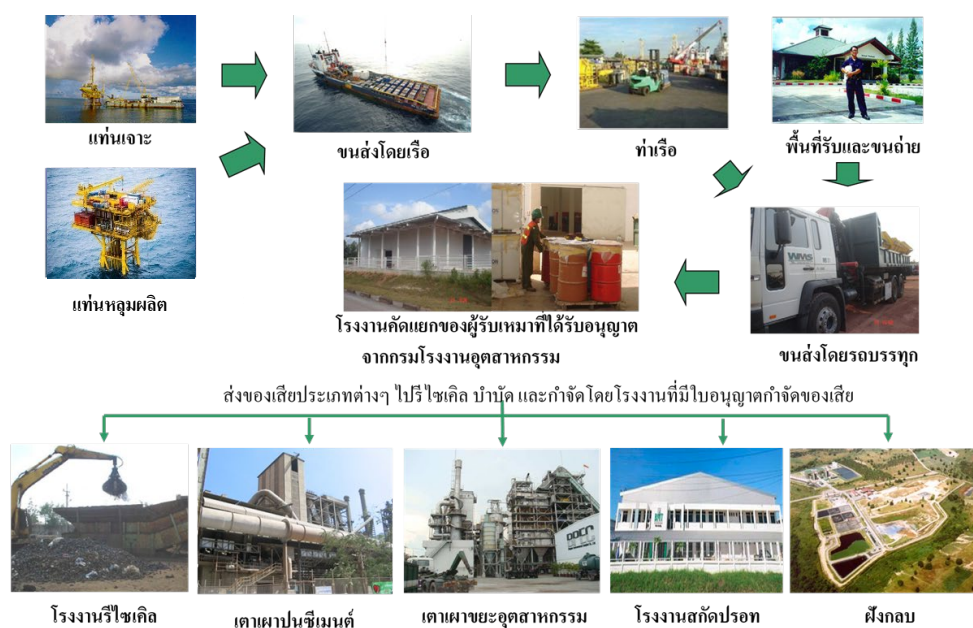 แท่นเจาะ
ขนส่งโดยเรือ
ท่าเรือ
พื้นที่รับและขนถ่าย
แท่นหลุมผลิต
WMS
โรงงานคัดแยกของผู้รับเหมาที่ได้รับอนุญาต
จากกรมโรงงานอุตสาหกรรม
ขนส่งโดยรถบรรทุก
ส่งของเสียประเภทต่างๆ ไปรีไซเคิล บำบัด และกำจัดโดยโรงงานที่มีใบอนุญาตกำจัดของเสีย
โรงงานรีไซเคิล
เตาเผาปูนซีเมนต์
เตาเผาขยะอุตสาหกรรม
โรงงานสกัดปรอท
ฝังกลบ